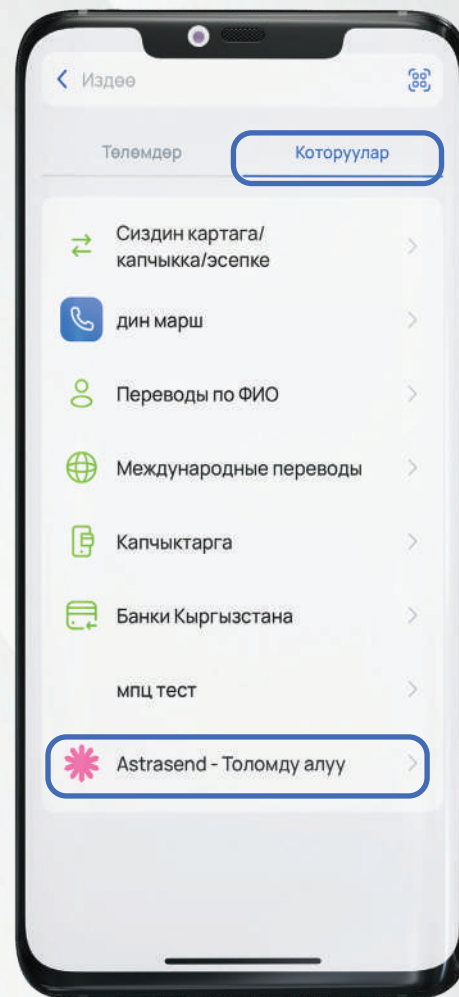 Издөө
Төлөмдөр
Которуулар
Сиздин картага/
капчыкка/эсепке
дин марш
Переводы по ФИО
Международные переводы
Капчыктарга
Банки Кыргызстана
мпц тест
Astrasend - Толомду алуу